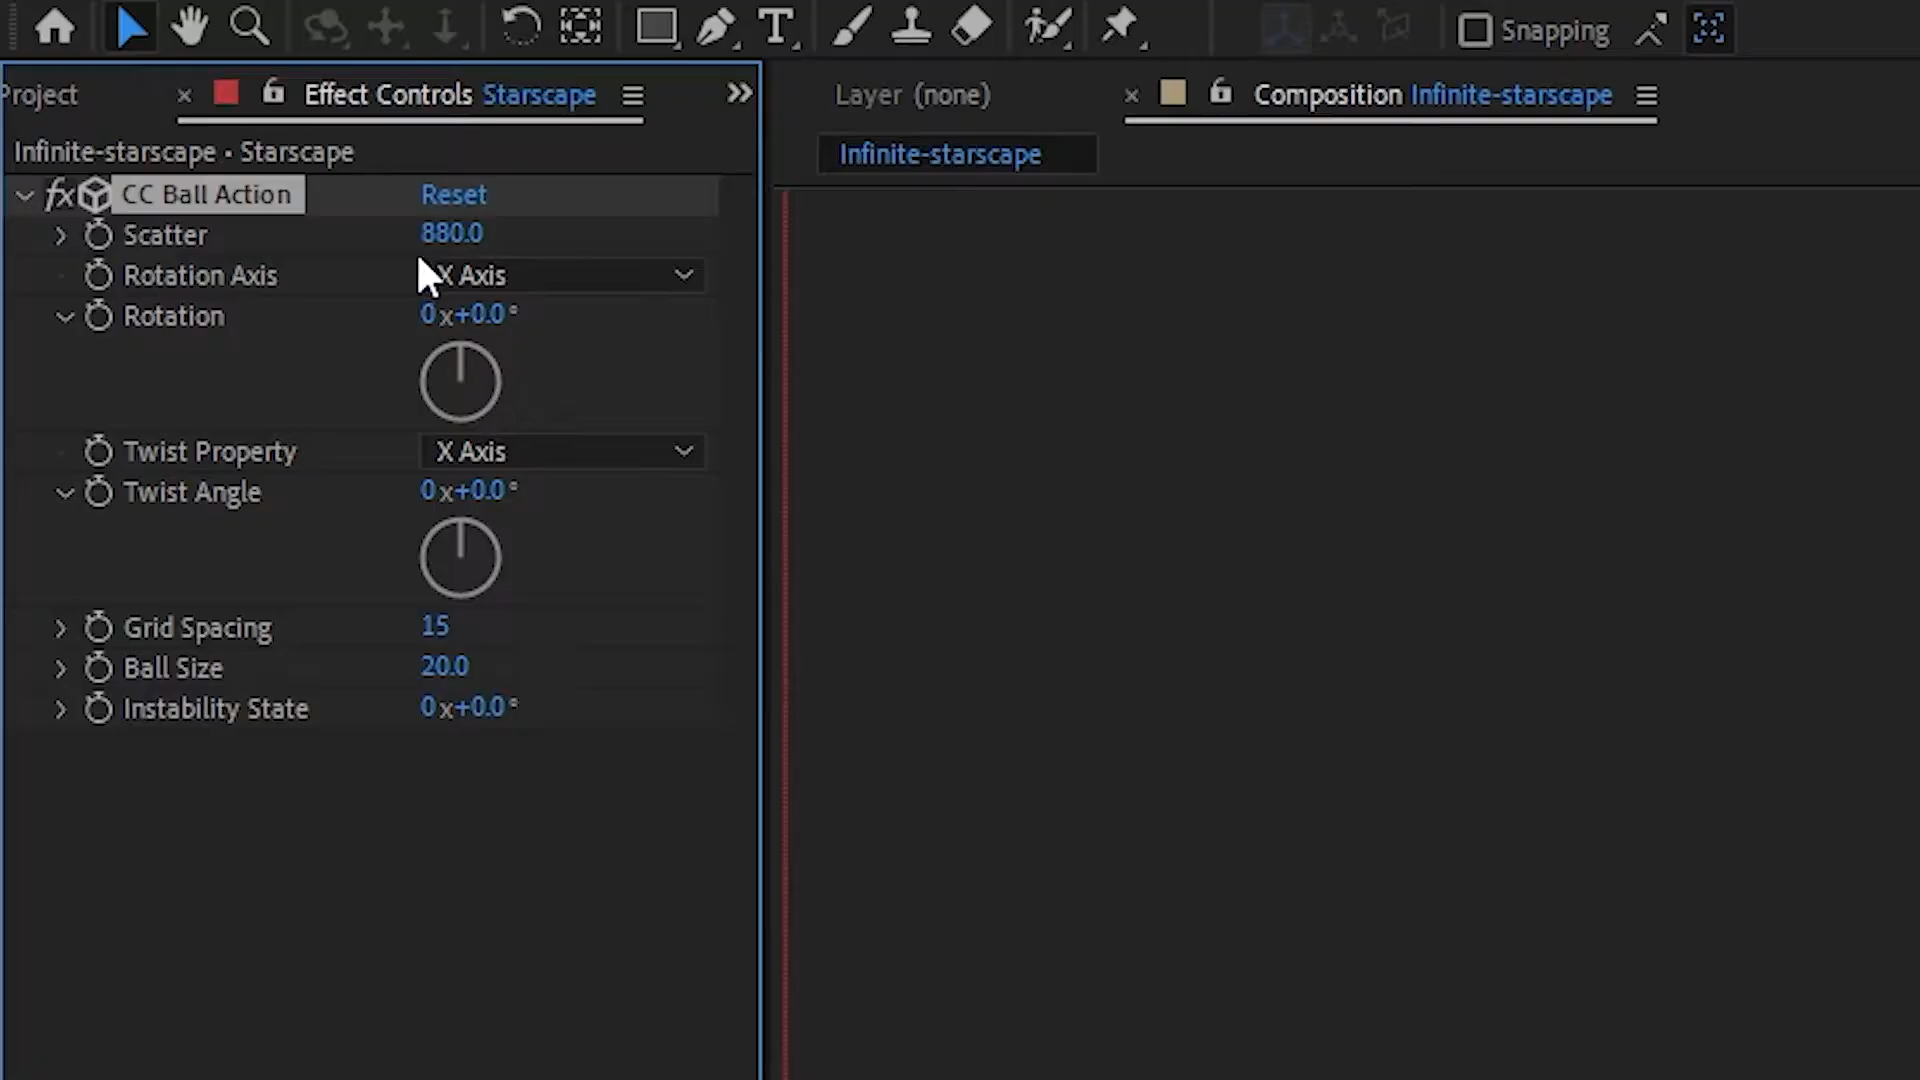 Snapping
Project
× Effect Controls Starscape
Layer (none)
× Composition Infinite-starscape
Infinite-starscape • Starscape
Infinite-starscape
fx CC Ball Action Reset
Scatter 880.0
Rotation Axis X Axis
Rotation 0x+0.0°
Twist Property X Axis
Twist Angle 0x+0.0°
Grid Spacing 15
Ball Size 20.0
Instability State 0x+0.0°